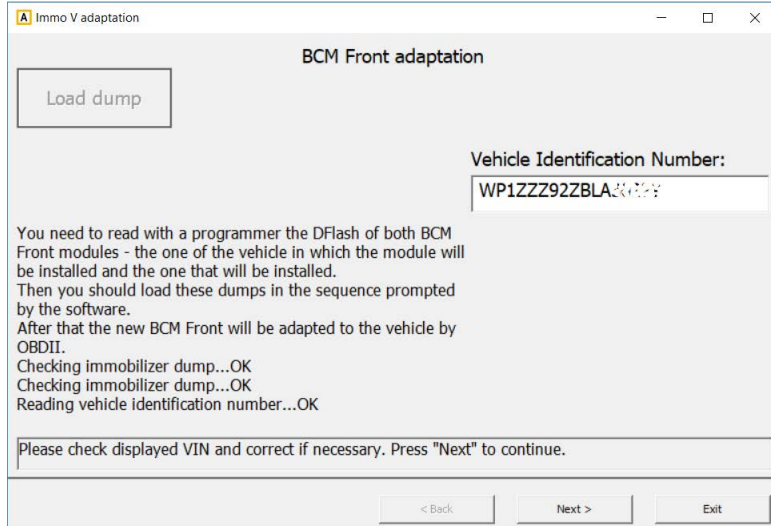 A Immo V adaptation
BCM Front adaptation
Load dump
Vehicle Identification Number:
You need to read with a programmer the DFlash of both BCM
Front modules - the one of the vehicle in which the module will
be installed and the one that will be installed.
Then you should load these dumps in the sequence prompted
by the software.
After that the new BCM Front will be adapted to the vehicle by
OBDII.
Checking immobilizer dump...OK
Checking immobilizer dump...OK
Reading vehicle identification number...OK
Please check displayed VIN and correct if necessary. Press "Next" to continue.
< Back
Next >
Exit